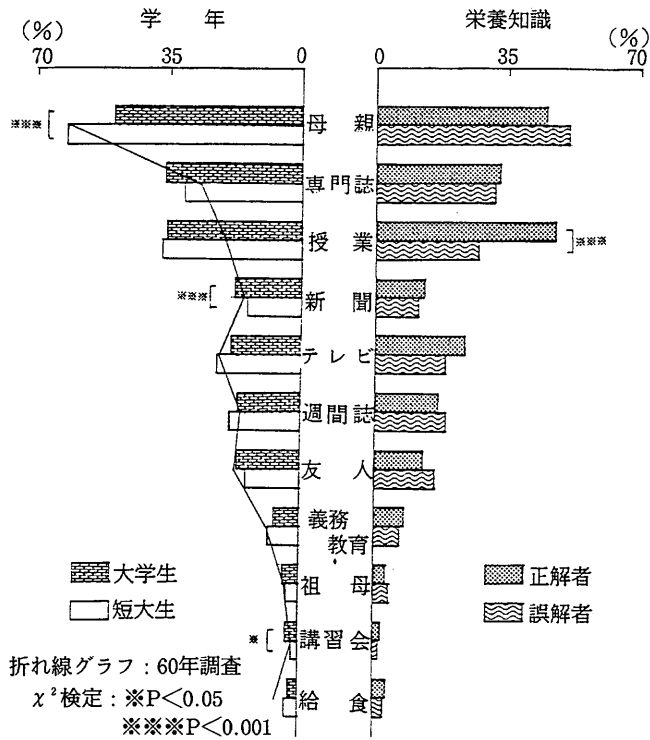 学 年 栄養知識
(%) (%)
70 35 0 0 35 70
※※※ 母 親
専門誌
授 業 ※※※
※※※ 新 聞
テレビ
週間誌
友 人
義務
教育
大学生 祖 母 正解者
短大生 誤解者
※ 講習会
折れ線グラフ：60年調査
χ²検定：※P<0.05
給 食
※※※P<0.001